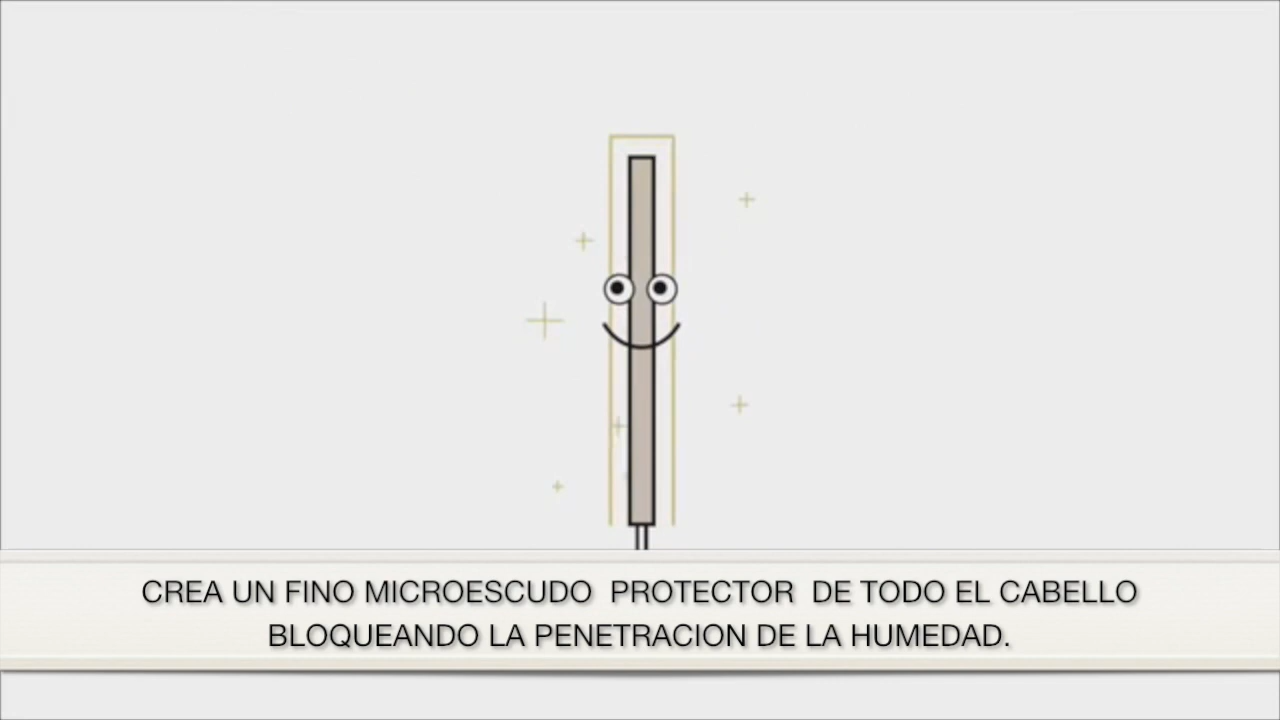 CREA UN FINO MICROESCUDO  PROTECTOR  DE TODO EL CABELLO
BLOQUEANDO LA PENETRACION DE LA HUMEDAD.